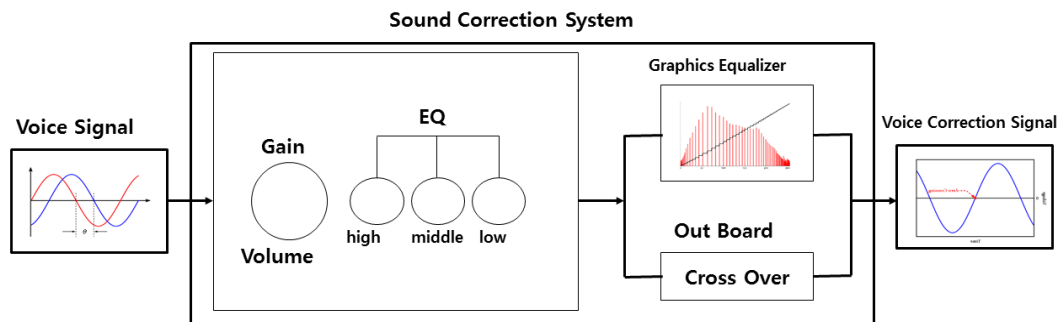 Sound Correction System
Voice Signal
θ
Gain
Volume
EQ
high
middle
low
Graphics Equalizer
Out Board
Cross Over
Voice Correction Signal